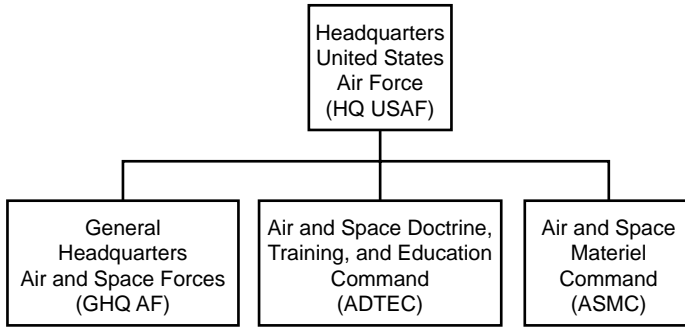 Headquarters
United States
Air Force
(HQ USAF)
General
Headquarters
Air and Space Forces
(GHQ AF)
Air and Space Doctrine,
Training, and Education
Command
(ADTEC)
Air and Space
Materiel
Command
(ASMC)